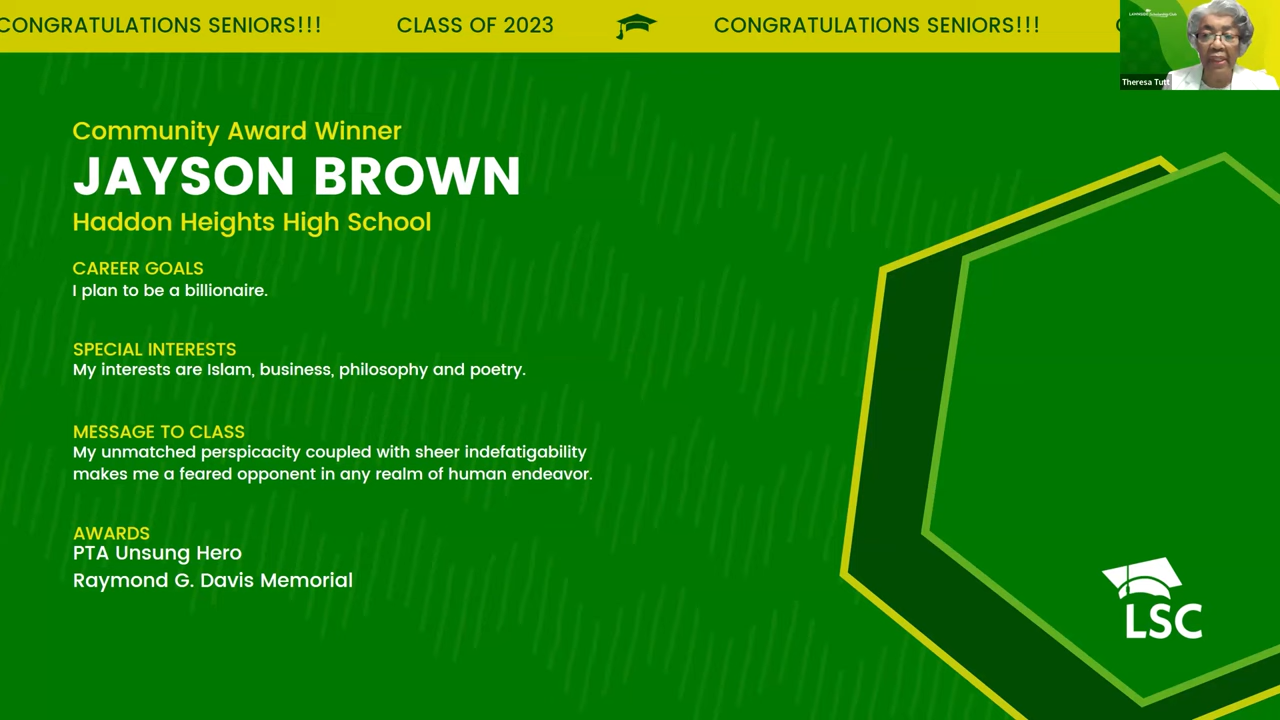 CONGRATULATIONS SENIORS!!! CLASS OF 2023 CONGRATULATIONS SENIORS!!!
Theresa Tutt
Community Award Winner
JAYSON BROWN
Haddon Heights High School
CAREER GOALS
I plan to be a billionaire.
SPECIAL INTERESTS
My interests are Islam, business, philosophy and poetry.
MESSAGE TO CLASS
My unmatched perspicacity coupled with sheer indefatigability
makes me a feared opponent in any realm of human endeavor.
AWARDS
PTA Unsung Hero
Raymond G. Davis Memorial
LSC